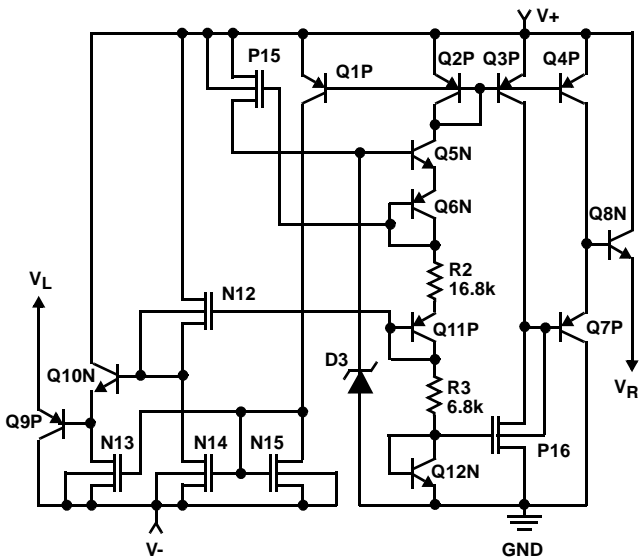 V+
P15
Q1P
Q2P
Q3P
Q4P
Q5N
Q6N
Q8N
VL
N12
R2
16.8k
Q11P
Q7P
D3
Q10N
R3
6.8k
VR
Q9P
N13
N14
N15
P16
Q12N
V-
GND